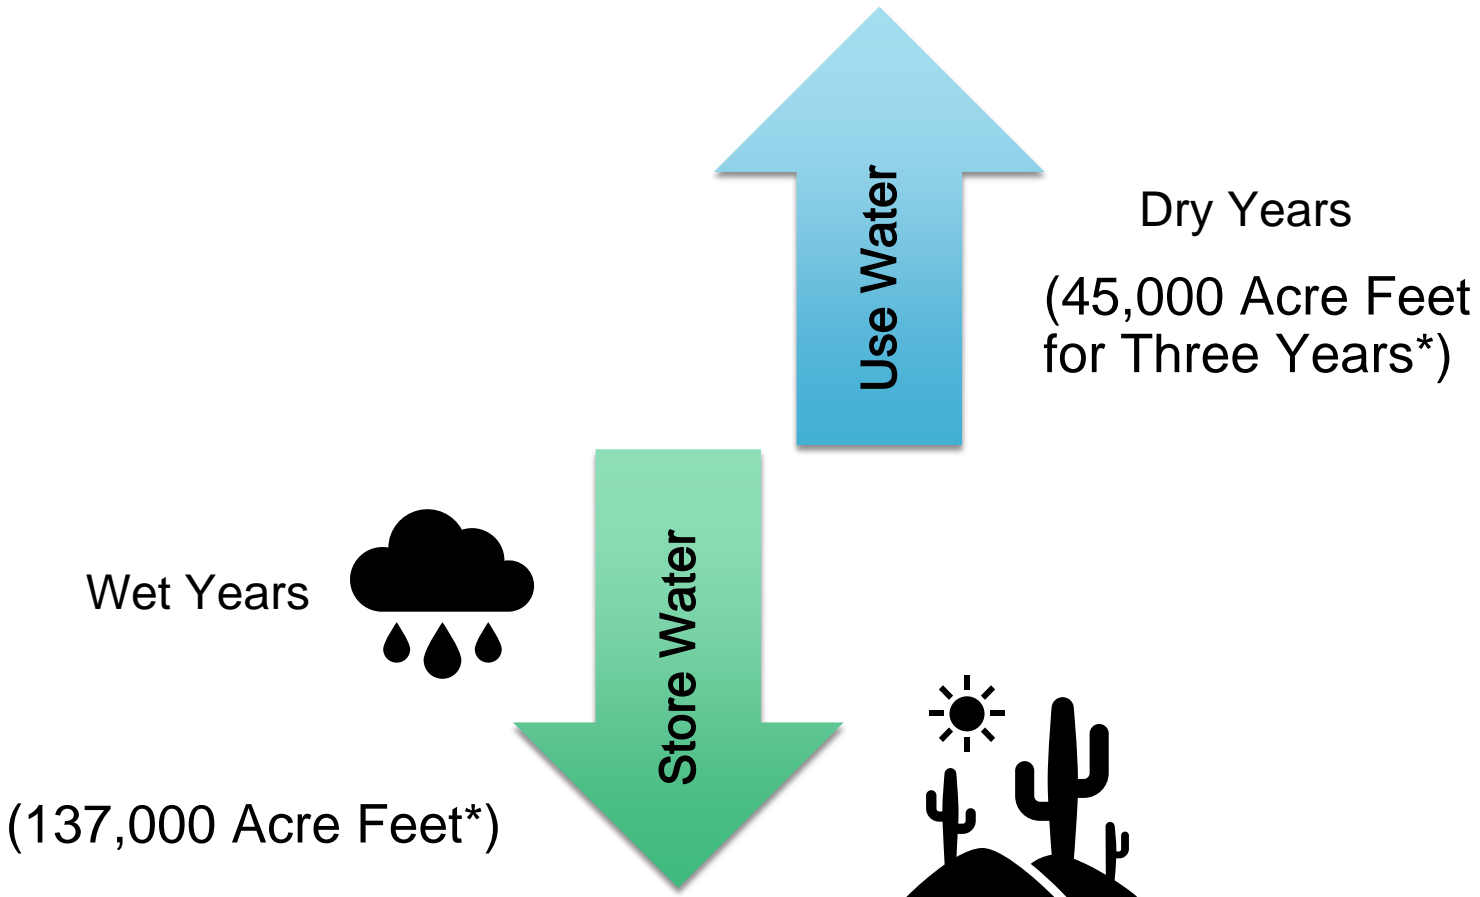 Use Water
Dry Years
(45,000 Acre Feet
for Three Years*)
Wet Years
Store Water
(137,000 Acre Feet*)